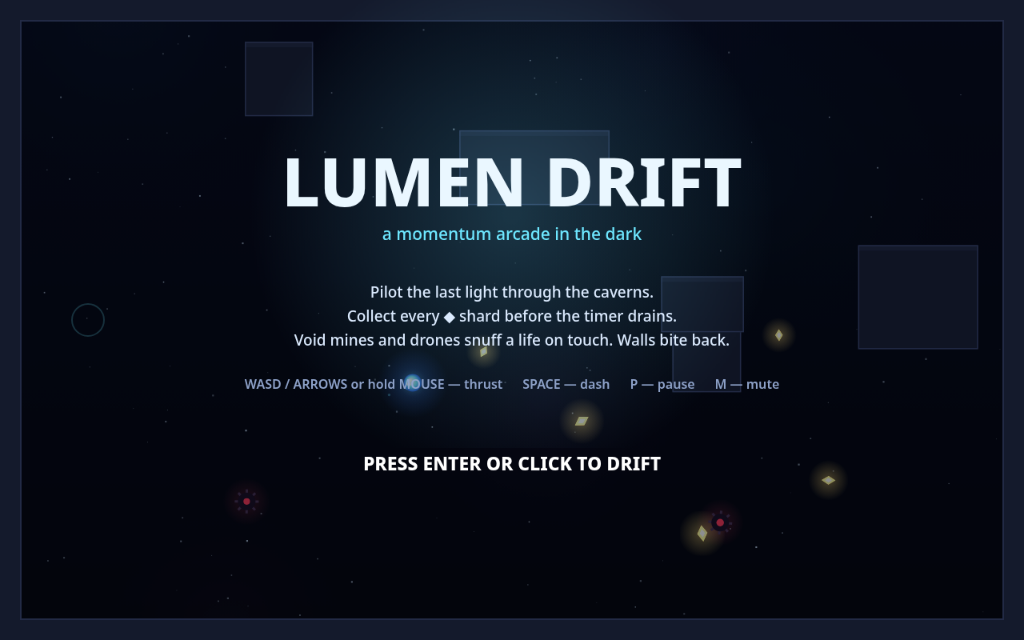 LUMEN DRIFT
a momentum arcade in the dark
Pilot the last light through the caverns.
Collect every ◆ shard before the timer drains.
Void mines and drones snuff a life on touch. Walls bite back.
WASD / ARROWS or hold MOUSE — thrust SPACE — dash P — pause M — mute
PRESS ENTER OR CLICK TO DRIFT